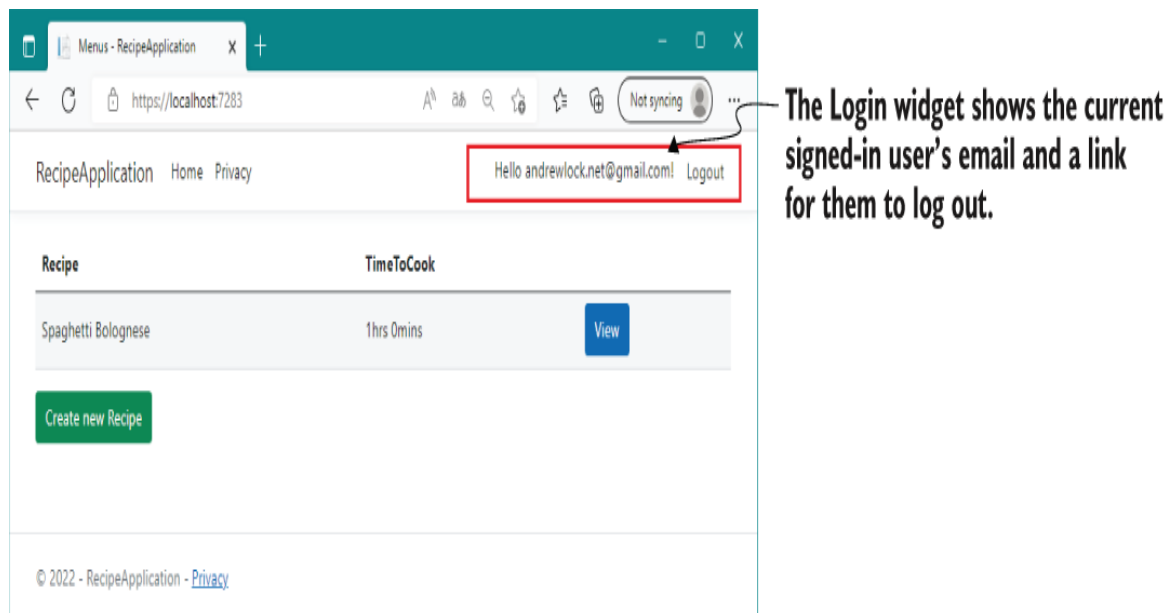 Menus - RecipeApplication
https://localhost:7283
Not syncing
The Login widget shows the current
signed-in user's email and a link
for them to log out.
RecipeApplication Home Privacy
Hello andrewlock.net@gmail.com! Logout
Recipe TimeToCook
Spaghetti Bolognese 1hrs 0mins View
Create new Recipe
© 2022 - RecipeApplication - Privacy